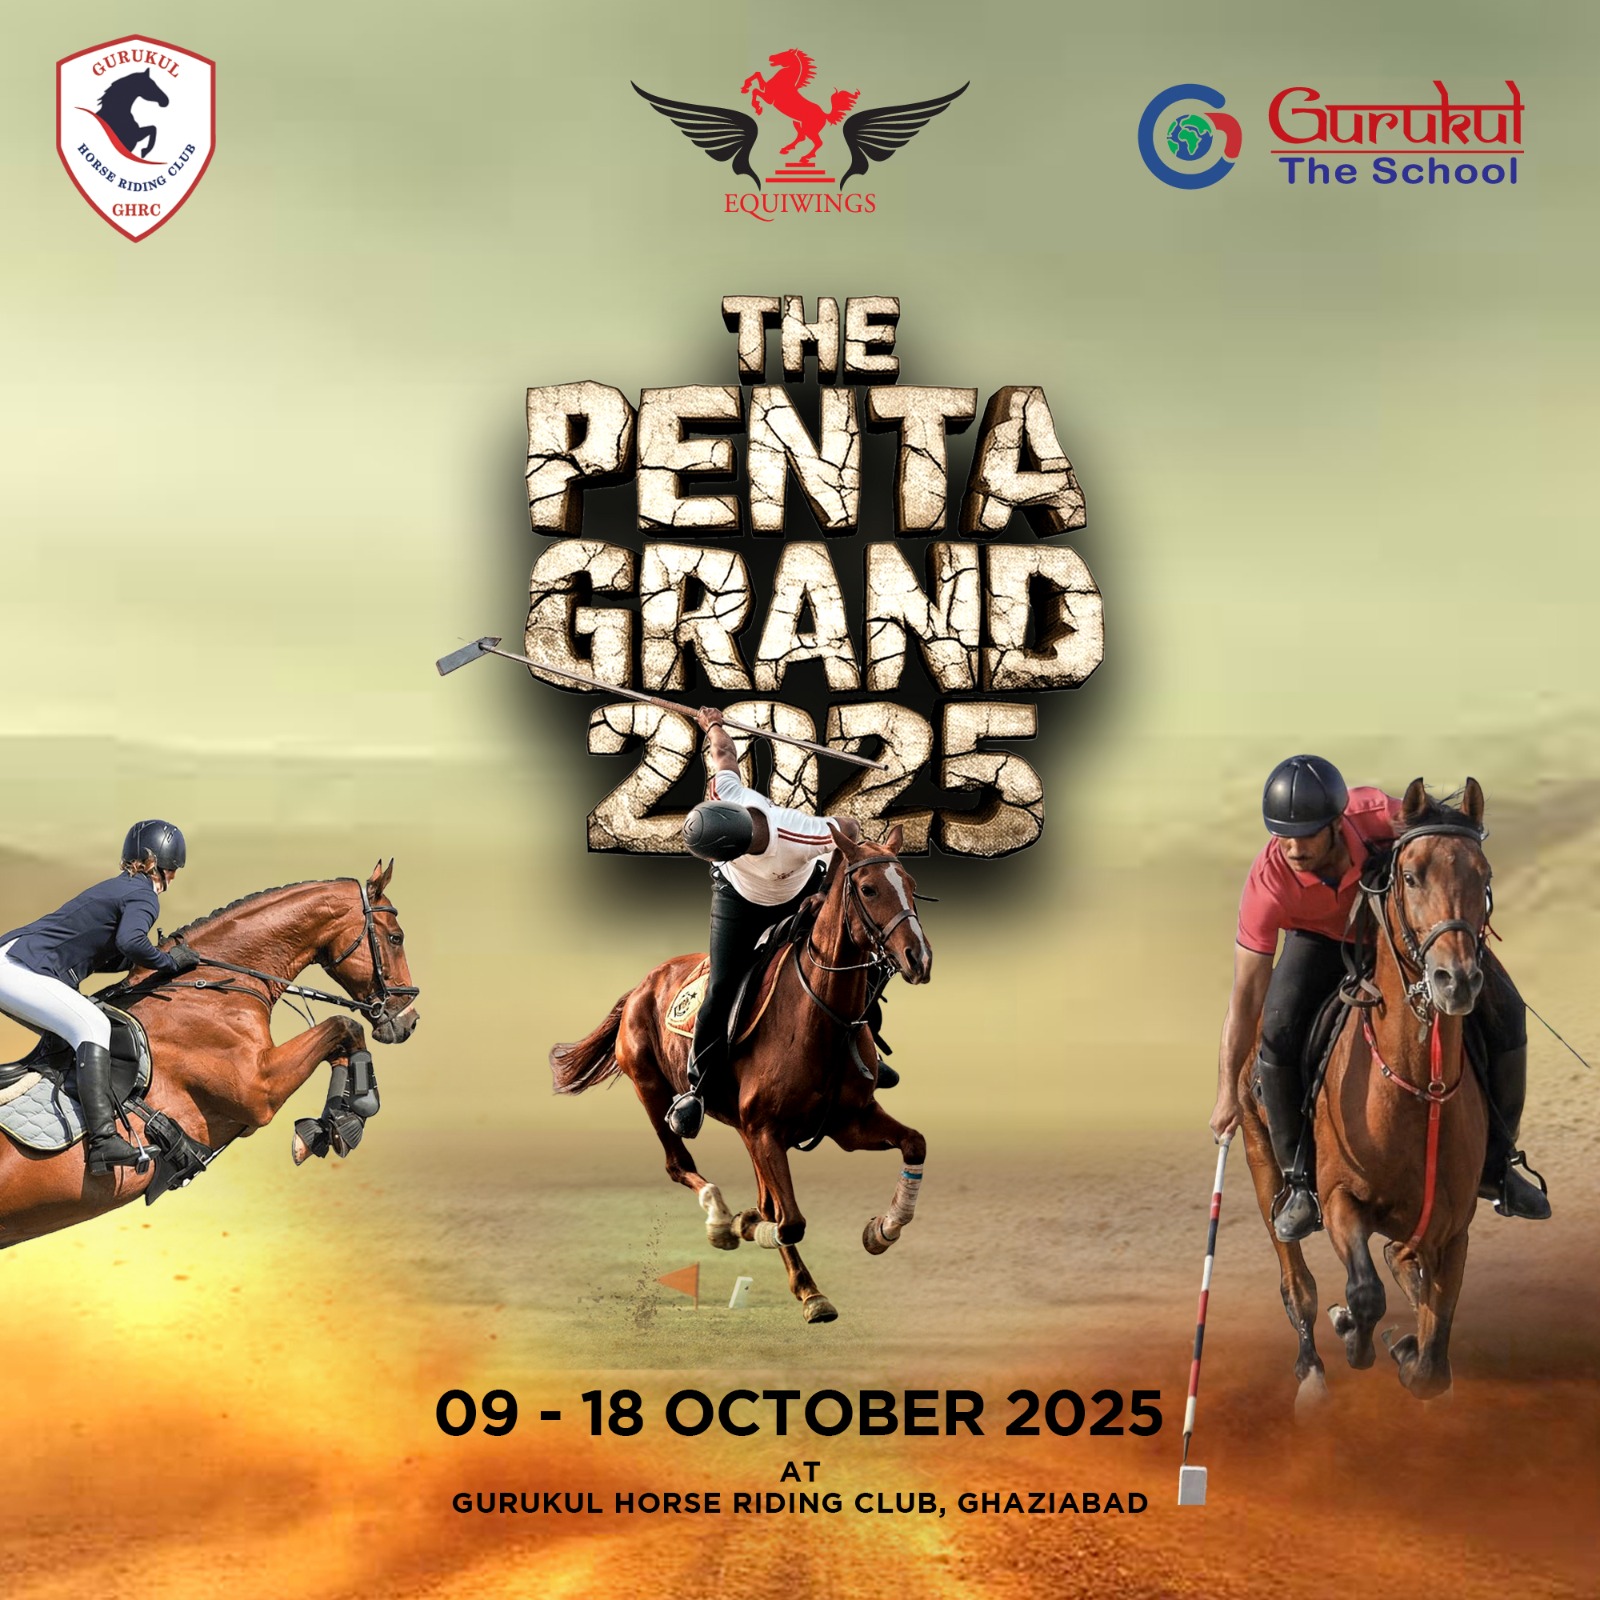 GURUKUL
HORSE RIDING CLUB
GHRC
EQUIWINGS
Gurukul
The School
THE
PENTA
GRAND
2025
09 - 18 OCTOBER 2025
AT
GURUKUL HORSE RIDING CLUB, GHAZIABAD